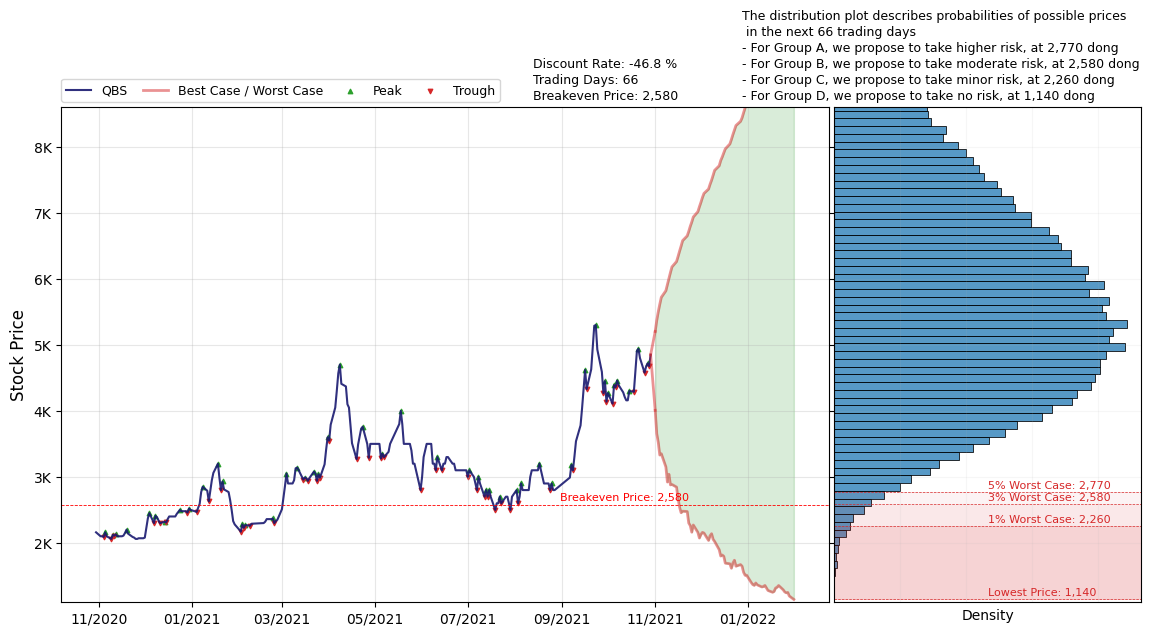 The distribution plot describes probabilities of possible prices
in the next 66 trading days
- For Group A, we propose to take higher risk, at 2,770 dong
- For Group B, we propose to take moderate risk, at 2,580 dong
- For Group C, we propose to take minor risk, at 2,260 dong
- For Group D, we propose to take no risk, at 1,140 dong
Discount Rate: -46.8 %
Trading Days: 66
Breakeven Price: 2,580
QBS Best Case / Worst Case Peak Trough
Stock Price
8K
7K
6K
5K
4K
3K
2K
Breakeven Price: 2,580
11/2020 01/2021 03/2021 05/2021 07/2021 09/2021 11/2021 01/2022
5% Worst Case: 2,770
3% Worst Case: 2,580
1% Worst Case: 2,260
Lowest Price: 1,140
Density